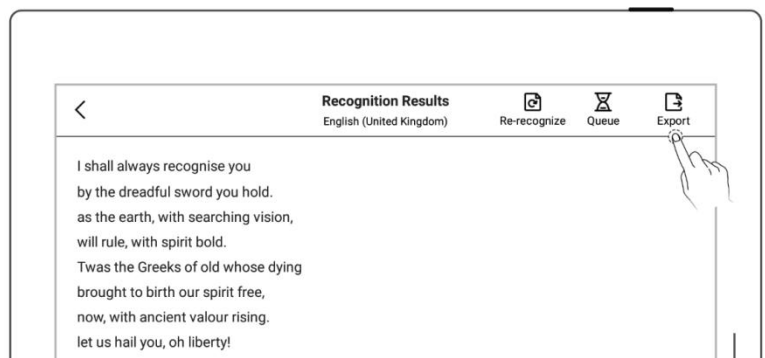 Recognition Results
English (United Kingdom)
Re-recognize
Queue
Export
I shall always recognise you
by the dreadful sword you hold.
as the earth, with searching vision,
will rule, with spirit bold.
Twas the Greeks of old whose dying
brought to birth our spirit free,
now, with ancient valour rising.
let us hail you, oh liberty!